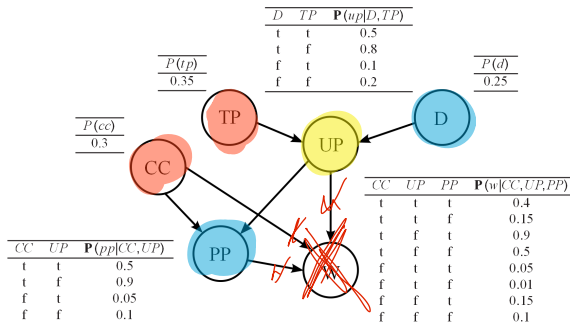 D TP P(up|D,TP)
t t 0.5
t f 0.8
f t 0.1
f f 0.2
P(tp)
0.35
P(d)
0.25
TP
D
P(cc)
0.3
UP
CC
CC UP PP P(w|CC,UP,PP)
t t t 0.4
t t f 0.15
t f t 0.9
t f f 0.5
f t t 0.05
f t f 0.01
f f t 0.15
f f f 0.1
CC UP P(pp|CC,UP)
t t 0.5
t f 0.9
f t 0.05
f f 0.1
PP
W